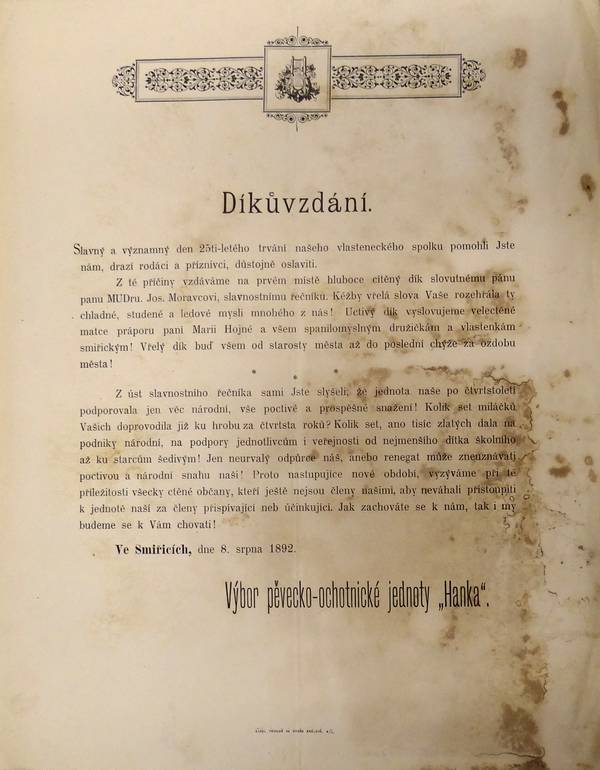 Díkůvzdání.
Slavný a významný den 25ti-letého trvání našeho vlasteneckého spolku pomohli Jste
nám, drazí rodáci a příznivci, důstojně oslaviti.
Z té příčiny vzdáváme na prvém místě hluboce cítěný dík slovutnému pánu
panu MUDru. Jos. Moravcovi, slavnostnímu řečníku. Kéžby vřelá slova Vaše rozehřála ty
chladné, studené a ledové mysli mnohého z nás! Uctivý dík vyslovujeme velectěné
matce práporu paní Marii Hojné a všem spanilomyslným družičkám a vlastenkám
smiřickým! Vřelý dík buď všem od starosty města až do poslední chýže za ozdobu
města!
Z úst slavnostního řečníka sami Jste slyšeli, že jednota naše po čtvrtstoletí
podporovala jen věc národní, vše poctivé a prospěšné snažení! Kolik set miláčků
Vašich doprovodila již ku hrobu za čtvrtsta roků? Kolik set, ano tisíc zlatých dala na
podniky národní, na podpory jednotlivcům i veřejnosti od nejmenšího dítka školního
až ku starcům šedivým! Jen neurvalý odpůrce náš, anebo renegat může zneuznávati
poctivou a národní snahu naši! Proto nastupujíce nové období, vyzýváme při té
příležitosti všecky ctěné občany, kteří ještě nejsou členy našimi, aby neváhali přistoupiti
k jednotě naší za členy přispívající neb účinkující. Jak zachováte se k nám, tak i my
budeme se k Vám chovati!
Ve Smiřicích, dne 8. srpna 1892.
Výbor pěvecko-ochotnické jednoty „Hanka“.